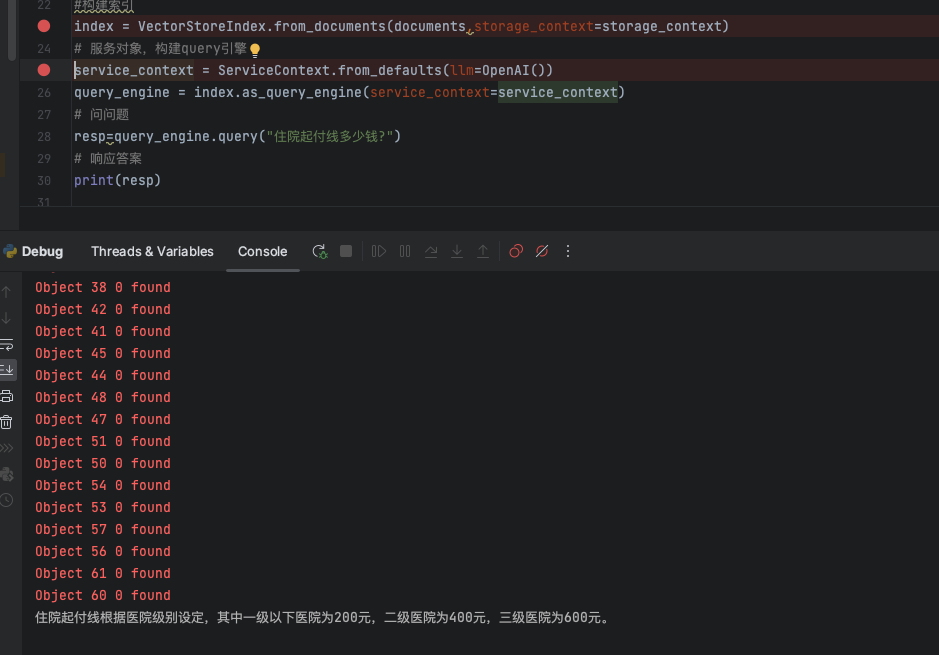 22 #构建索引
index = VectorStoreIndex.from_documents(documents,storage_context=storage_context)
24 # 服务对象，构建query引擎
service_context = ServiceContext.from_defaults(llm=OpenAI())
26 query_engine = index.as_query_engine(service_context=service_context)
27 # 问问题
28 resp=query_engine.query("住院起付线多少钱?")
29 # 响应答案
30 print(resp)
31
Debug Threads & Variables Console
Object 38 0 found
Object 42 0 found
Object 41 0 found
Object 45 0 found
Object 44 0 found
Object 48 0 found
Object 47 0 found
Object 51 0 found
Object 50 0 found
Object 54 0 found
Object 53 0 found
Object 57 0 found
Object 56 0 found
Object 61 0 found
Object 60 0 found
住院起付线根据医院级别设定，其中一级以下医院为200元，二级医院为400元，三级医院为600元。